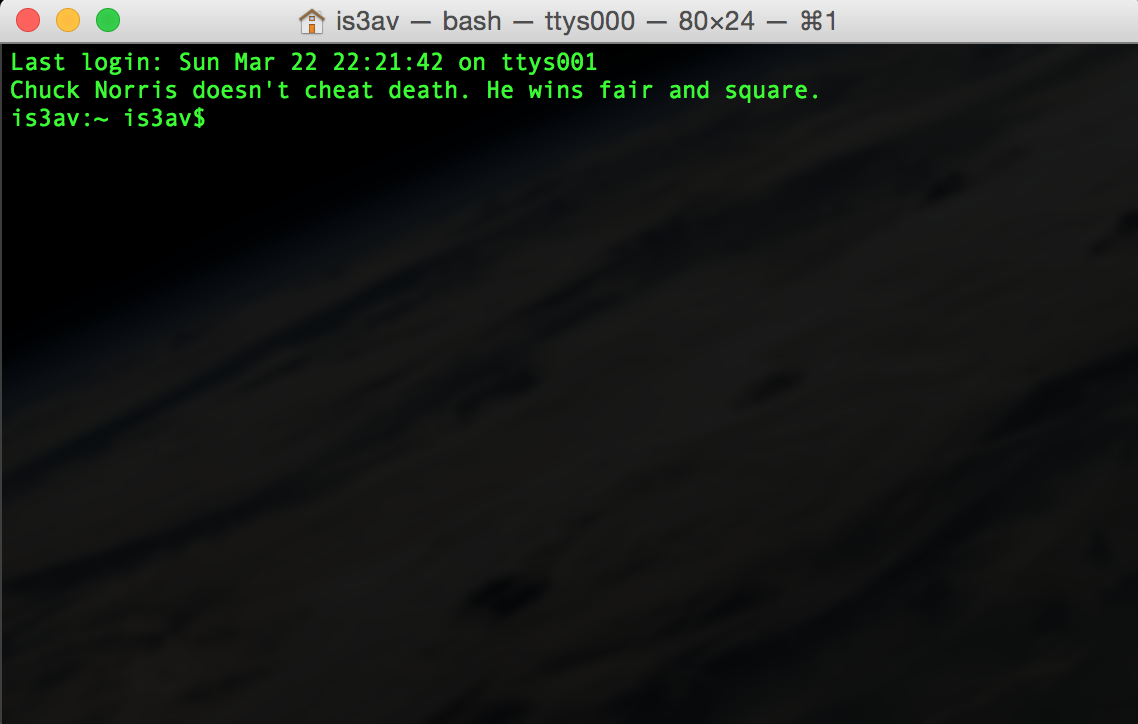 is3av — bash — ttys000 — 80×24 — ⌘1
Last login: Sun Mar 22 22:21:42 on ttys001
Chuck Norris doesn't cheat death. He wins fair and square.
is3av:~ is3av$